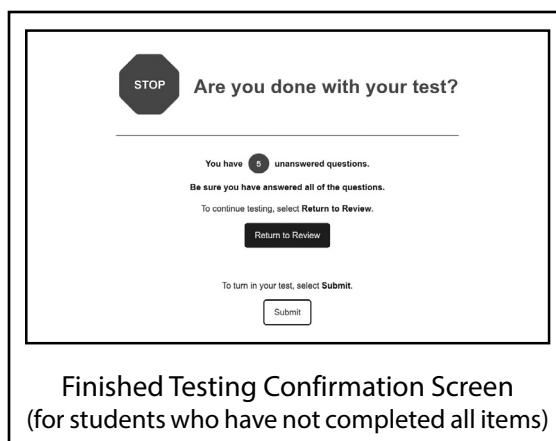 STOP
Are you done with your test?
You have 5 unanswered questions.
Be sure you have answered all of the questions.
To continue testing, select Return to Review.
Return to Review
To turn in your test, select Submit.
Submit
Finished Testing Confirmation Screen
(for students who have not completed all items)